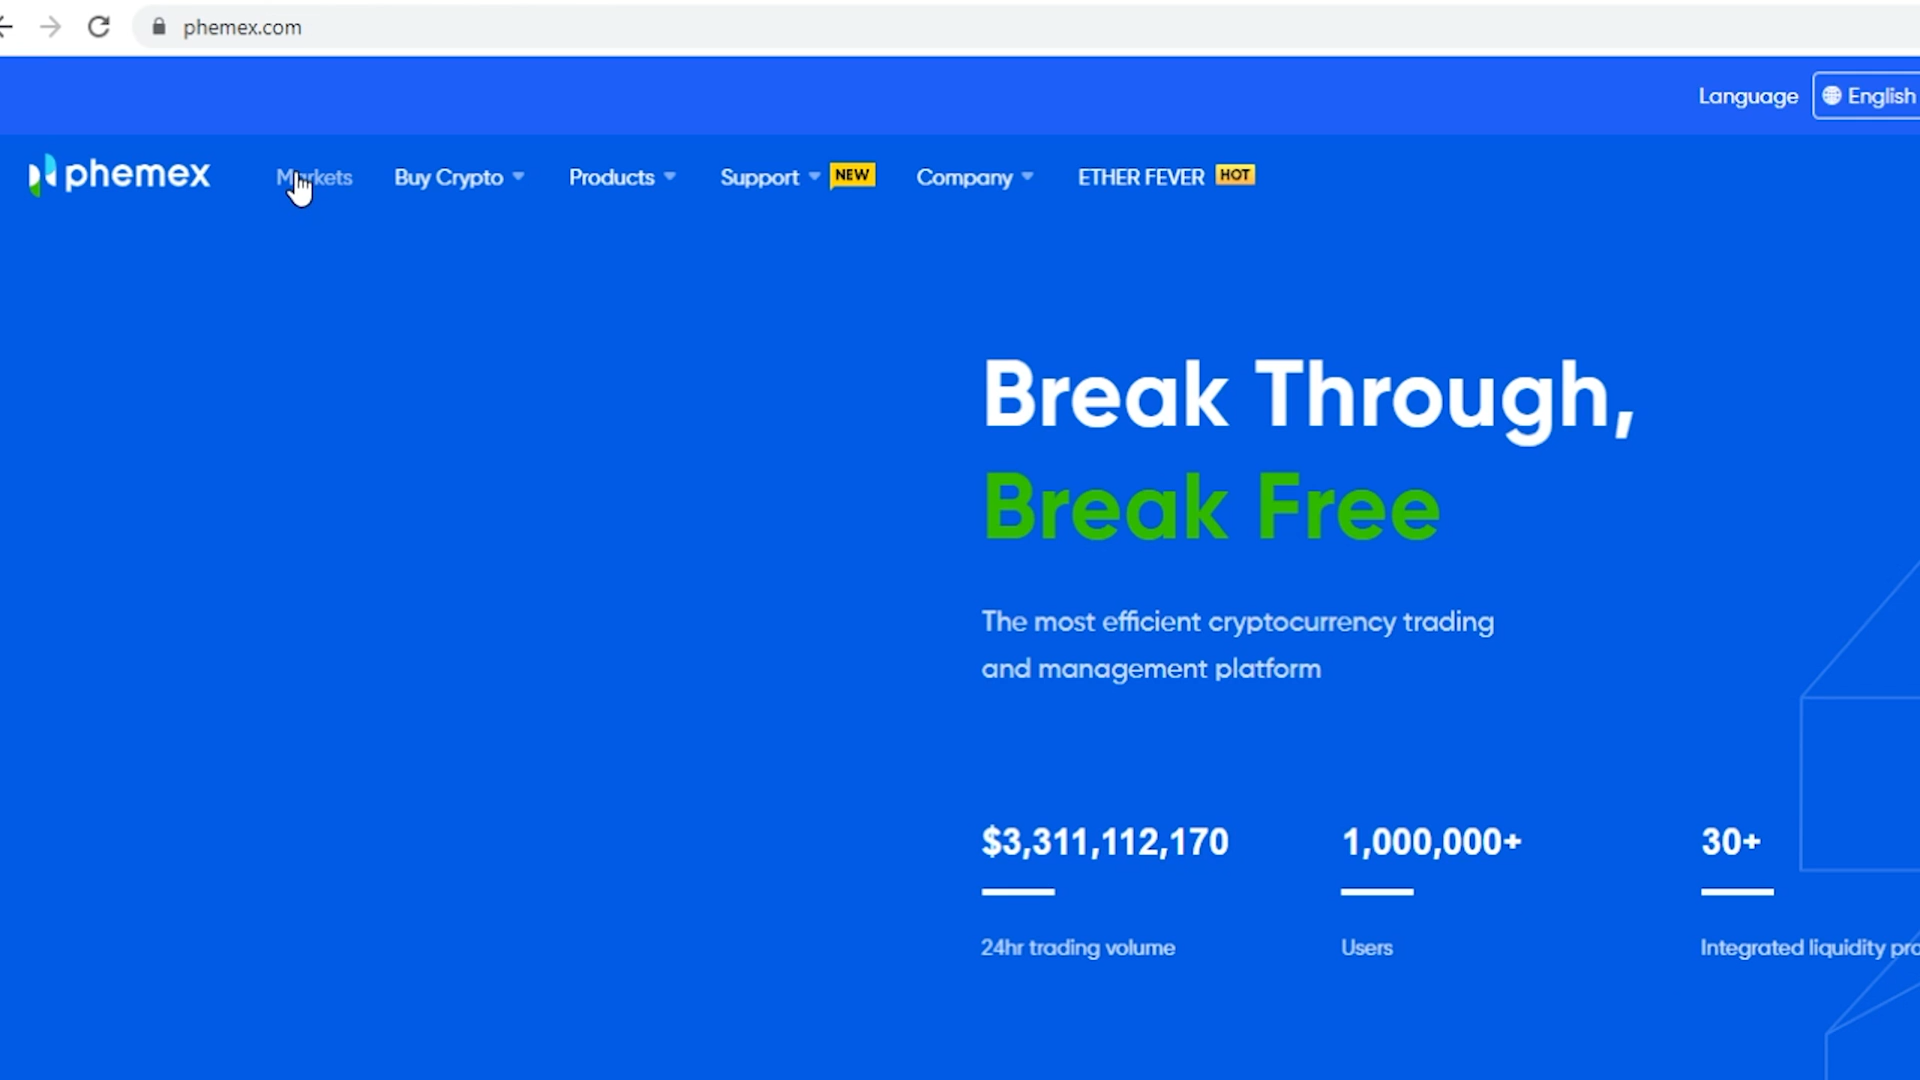 phemex.com
Language English
phemex Markets Buy Crypto Products Support NEW Company ETHER FEVER HOT
Break Through,
Break Free
The most efficient cryptocurrency trading
and management platform
$3,311,112,170 1,000,000+ 30+
24hr trading volume Users Integrated liquidity